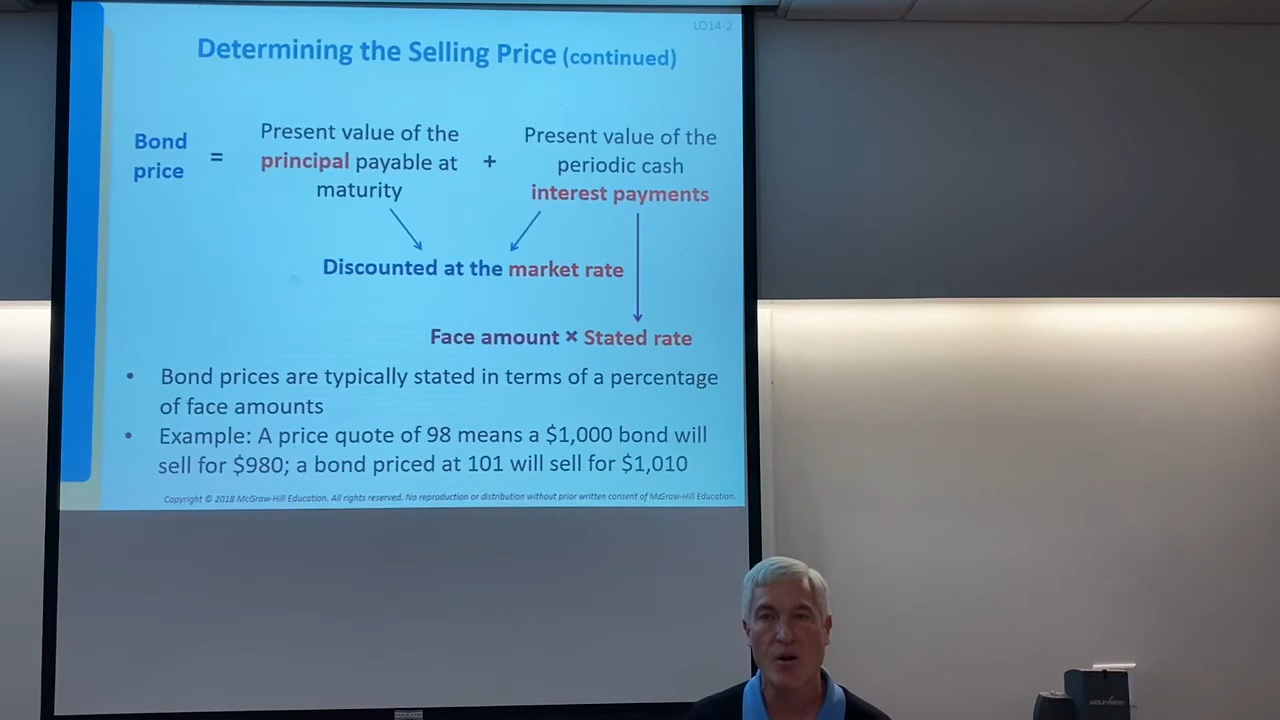 LO14-2
Determining the Selling Price (continued)
Bond
price
=
Present value of the
principal payable at
maturity
+
Present value of the
periodic cash
interest payments
Discounted at the market rate
Face amount × Stated rate
• Bond prices are typically stated in terms of a percentage
of face amounts
• Example: A price quote of 98 means a $1,000 bond will
sell for $980; a bond priced at 101 will sell for $1,010
Copyright © 2018 McGraw-Hill Education. All rights reserved. No reproduction or distribution without prior written consent of McGraw-Hill Education.